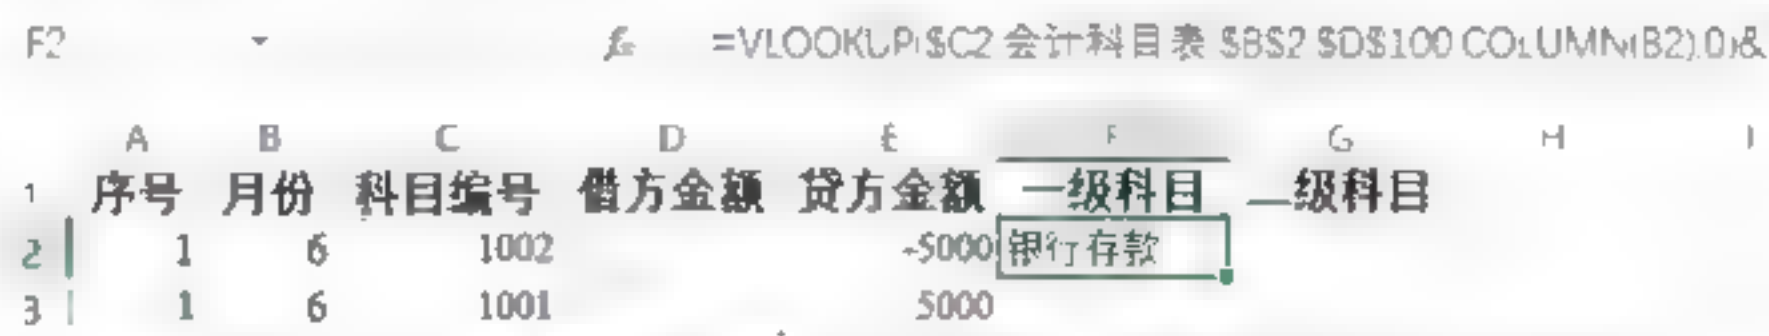 F2 fx =VLOOKUP($C2 会计科目表 $B$2 $D$100 COLUMN(B2),0)&
A B C D E F G H I
1 序号 月份 科目编号 借方金额 贷方金额 一级科目 二级科目
2 1 6 1002 -5000 银行存款
3 1 6 1001 5000